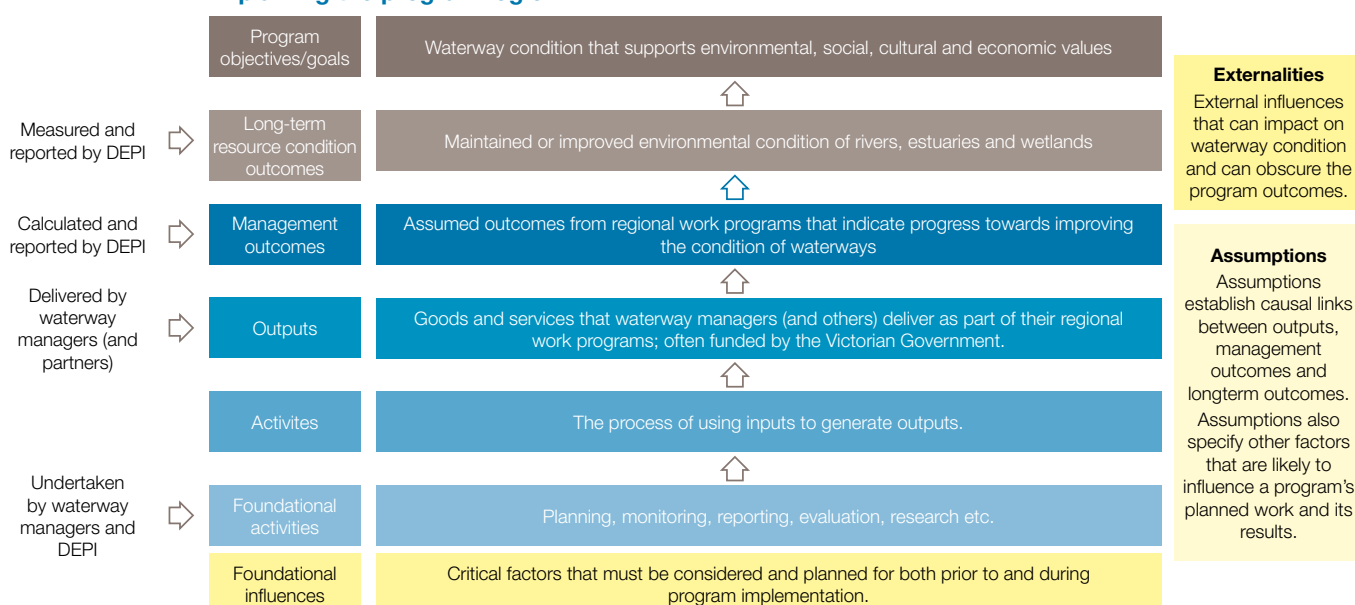 the program
Program
objectives/goals
Waterway condition that supports environmental, social, cultural and economic values
Measured and
reported by DEPI
Long-term
resource condition
outcomes
Maintained or improved environmental condition of rivers, estuaries and wetlands
Calculated and
reported by DEPI
Management
outcomes
Assumed outcomes from regional work programs that indicate progress towards improving
the condition of waterways
Delivered by
waterway
managers (and
partners)
Outputs
Goods and services that waterway managers (and others) deliver as part of their regional
work programs; often funded by the Victorian Government.
Activites
The process of using inputs to generate outputs.
Undertaken
by waterway
managers and
DEPI
Foundational
activities
Planning, monitoring, reporting, evaluation, research etc.
Foundational
influences
Critical factors that must be considered and planned for both prior to and during
program implementation.
Externalities
External influences
that can impact on
waterway condition
and can obscure the
program outcomes.
Assumptions
Assumptions
establish causal links
between outputs,
management
outcomes and
longterm outcomes.
Assumptions also
specify other factors
that are likely to
influence a program's
planned work and its
results.